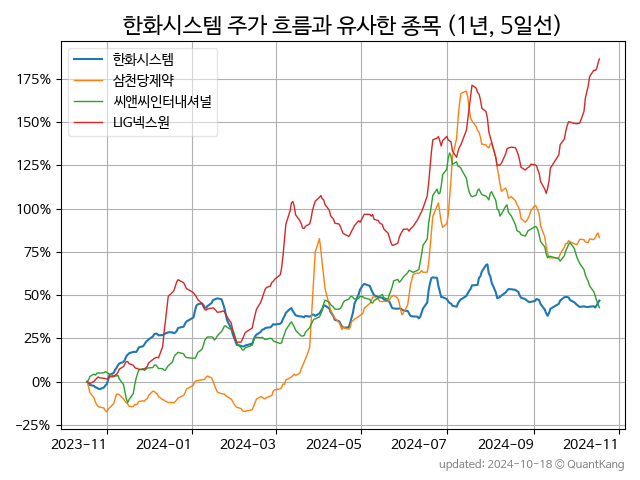 한화시스템 주가 흐름과 유사한 종목 (1년, 5일선)
한화시스템
삼천당제약
씨앤씨인터내셔널
LIG넥스원
175%
150%
125%
100%
75%
50%
25%
0%
−25%
2023-11 2024-01 2024-03 2024-05 2024-07 2024-09 2024-11
updated: 2024-10-18 © QuantKang